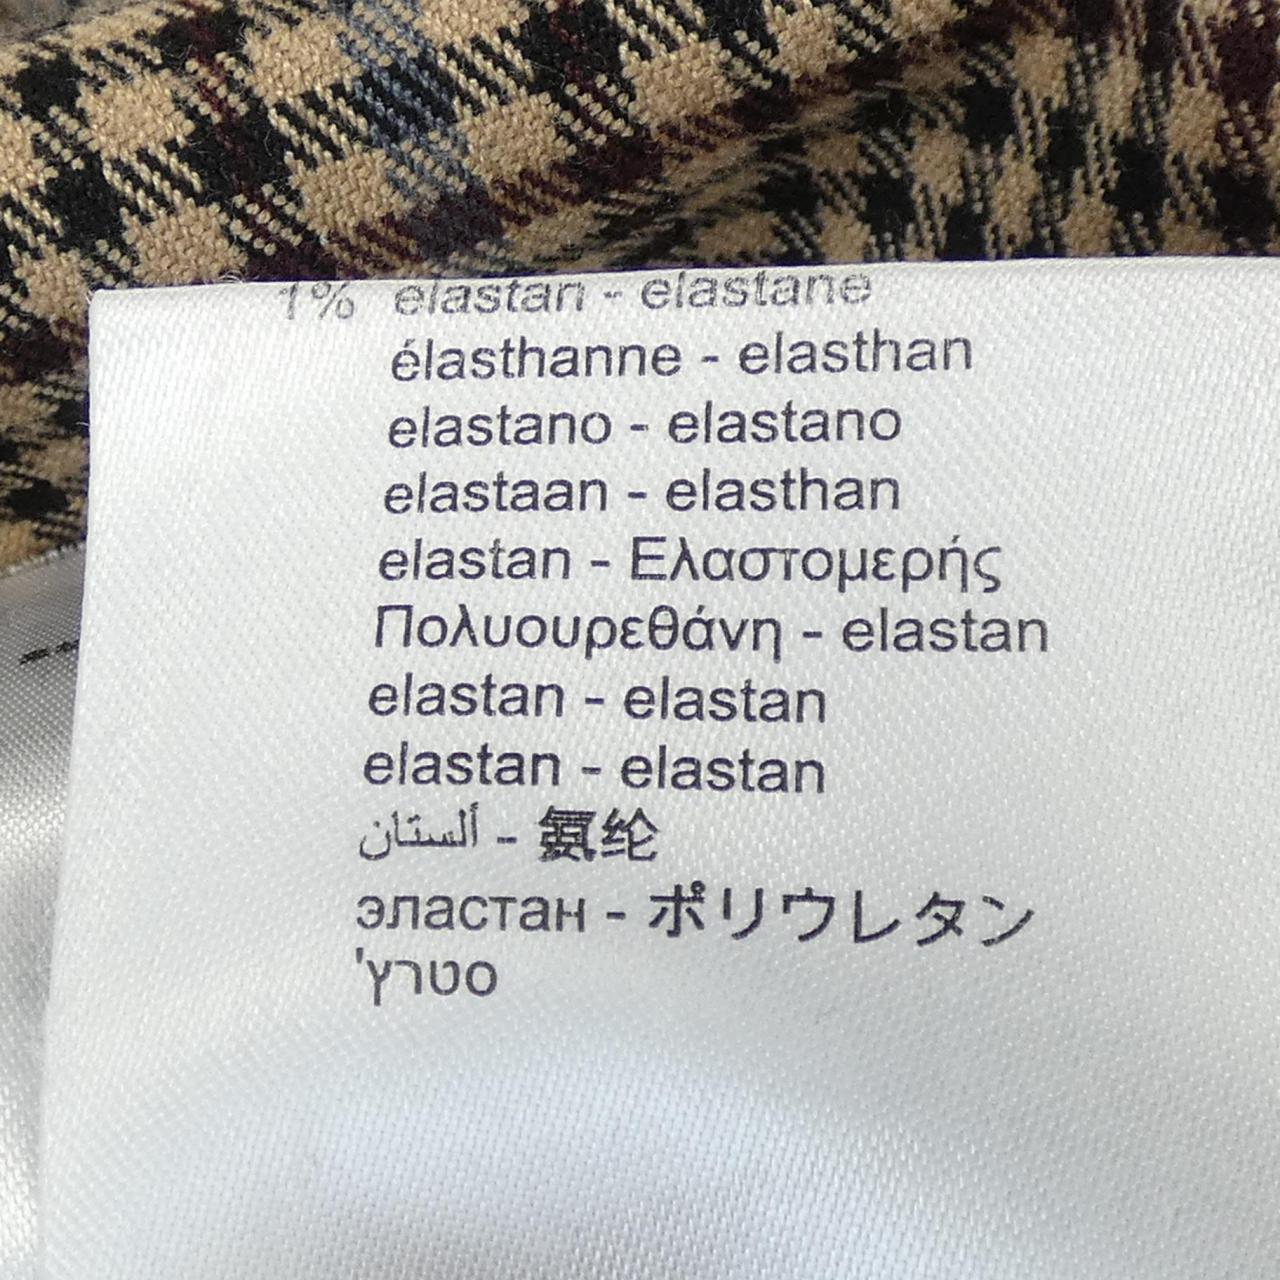 1% elastan - elastane
élasthanne - elasthan
elastano - elastano
elastaan - elasthan
elastan - Ελαστομερής
Πολυουρεθάνη - elastan
elastan - elastan
elastan - elastan
ألستان - 氨纶
эластан - ポリウレタン
סטרץ'